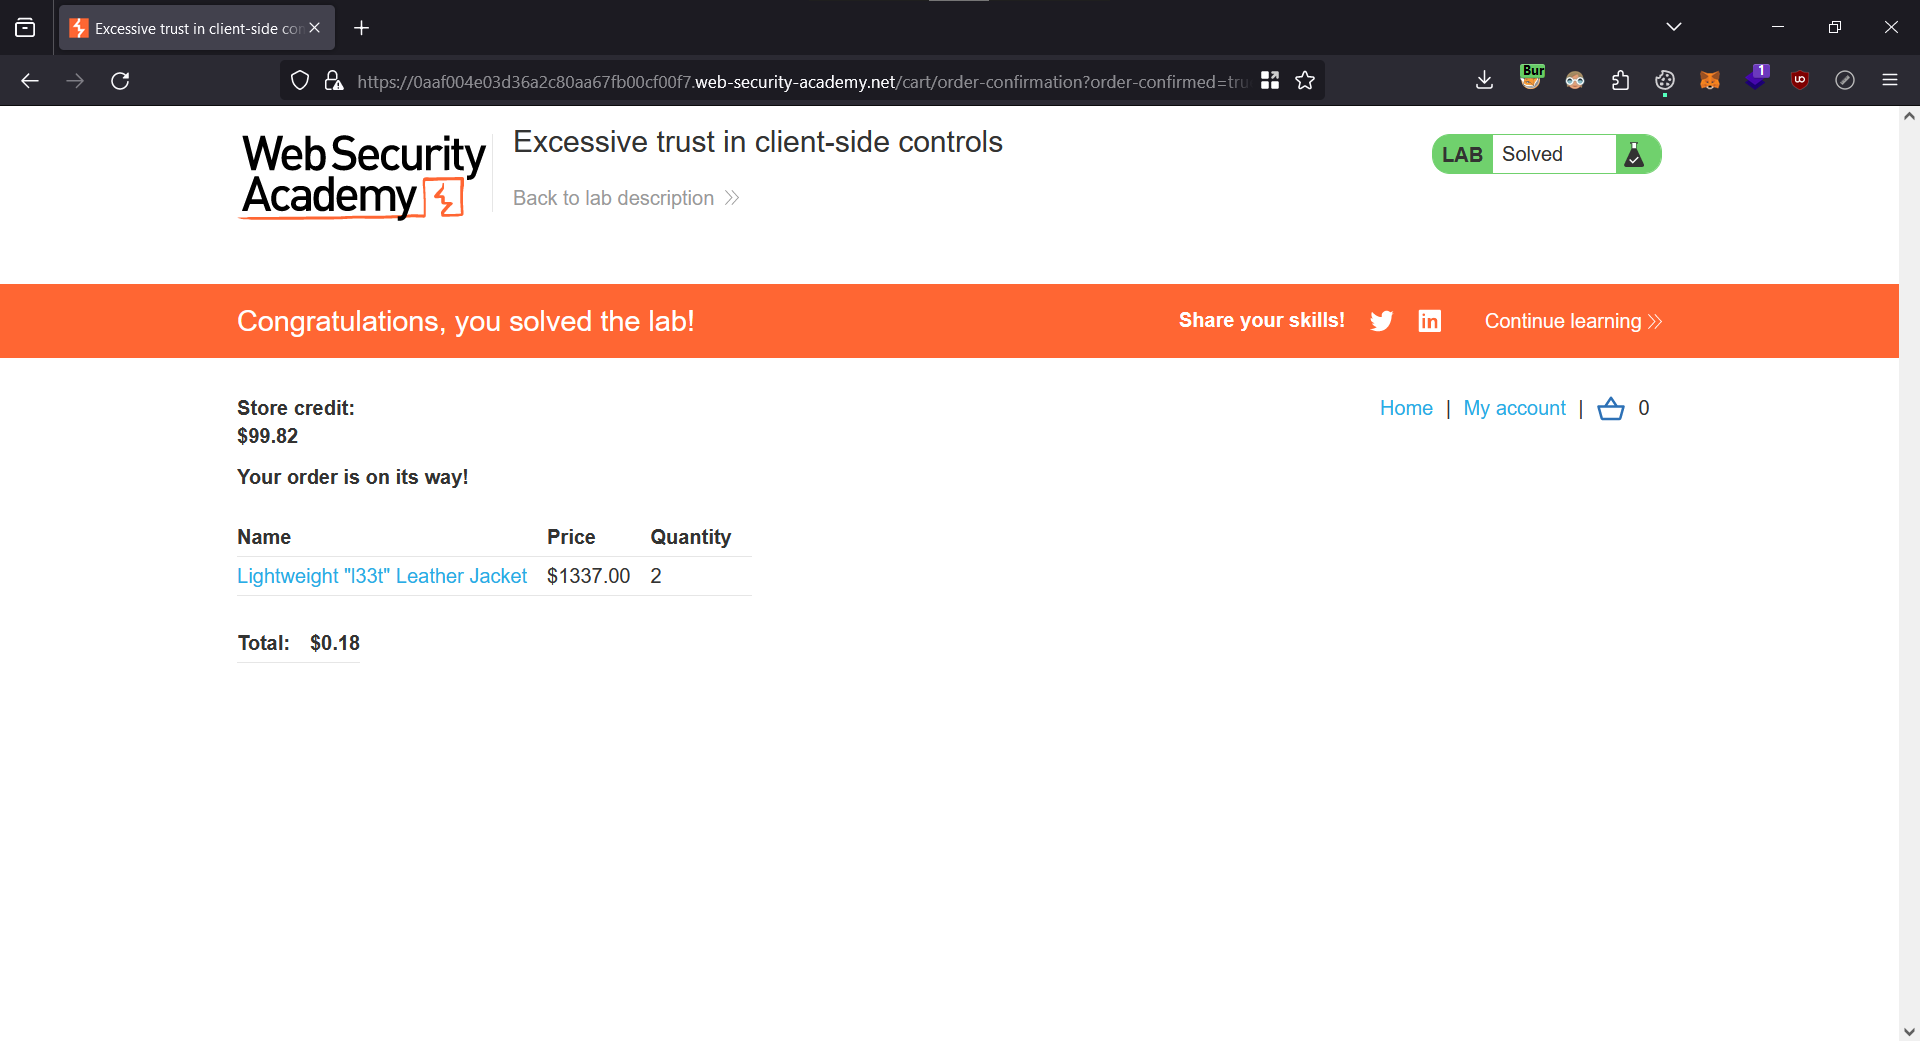 Excessive trust in client-side con
https://0aaf004e03d36a2c80aa67fb00cf00f7.web-security-academy.net/cart/order-confirmation?order-confirmed=tru
Bur
1
Web Security
Academy
Excessive trust in client-side controls
Back to lab description
LAB Solved
Congratulations, you solved the lab!
Share your skills!
Continue learning
Store credit:
$99.82
Home | My account | 0
Your order is on its way!
Name Price Quantity
Lightweight "l33t" Leather Jacket $1337.00 2
Total: $0.18